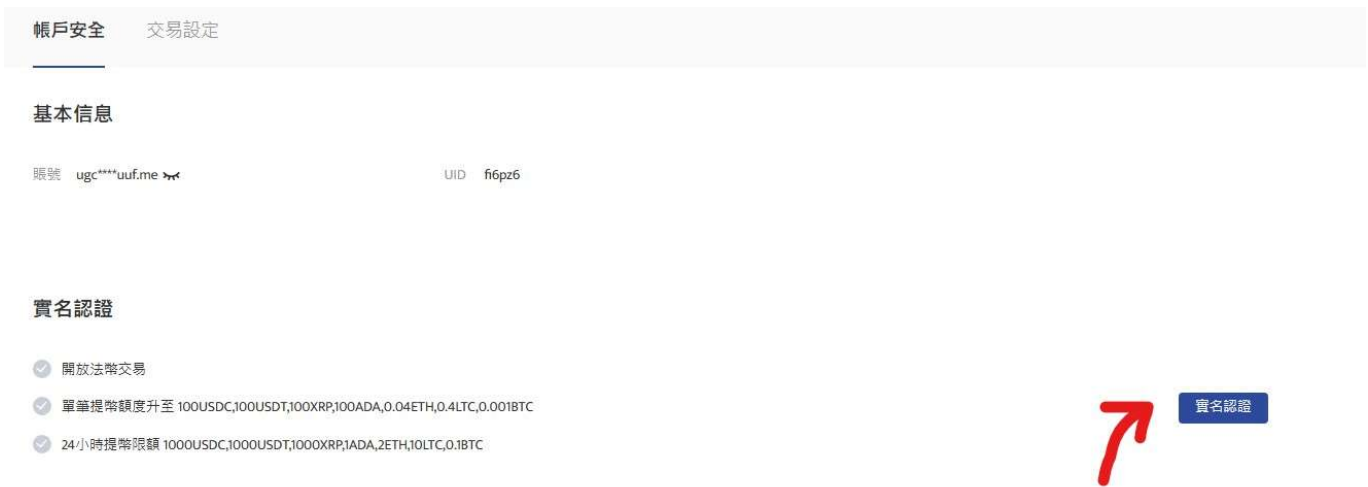 帳戶安全 交易設定
基本信息
賬號 ugc****uuf.me UID fi6pz6
實名認證
開放法幣交易
單筆提幣額度升至 100USDC,100USDT,100XRP,100ADA,0.04ETH,0.4LTC,0.001BTC
實名認證
24小時提幣限額 1000USDC,1000USDT,1000XRP,1ADA,2ETH,10LTC,0.1BTC